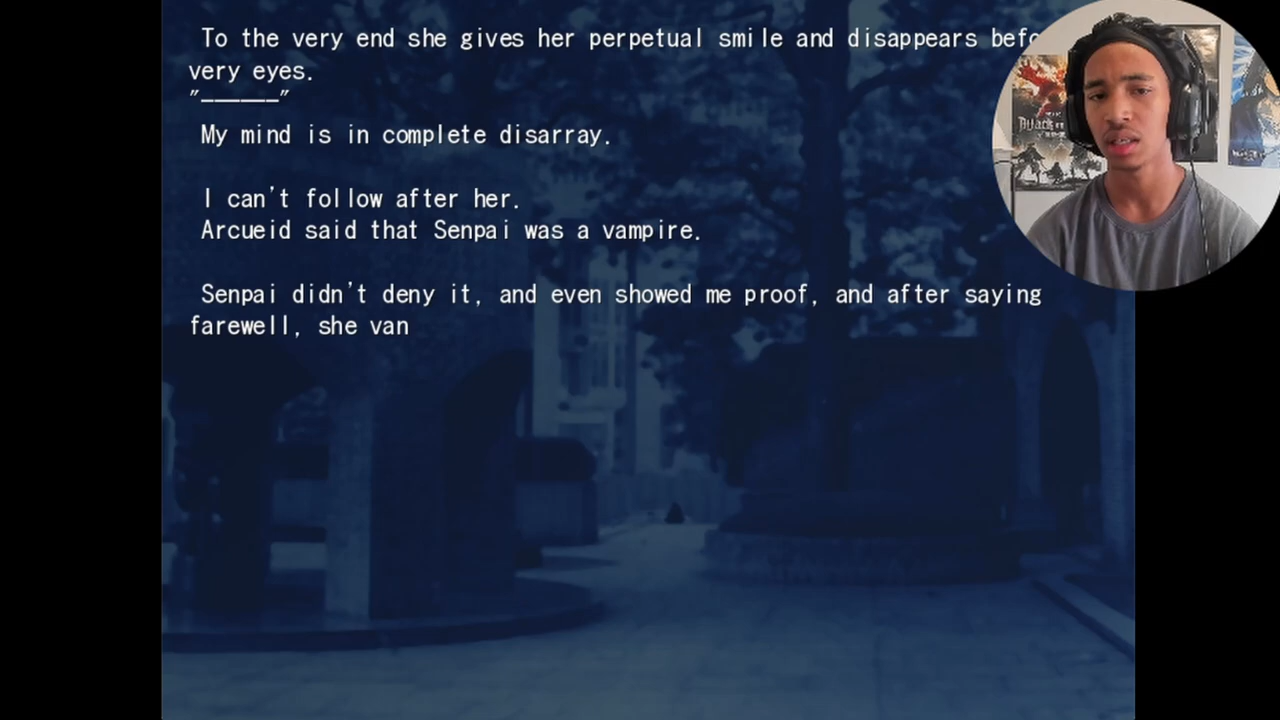 To the very end she gives her perpetual smile and disappears
very eyes.
"――――――"
My mind is in complete disarray.
I can't follow after her.
Arcueid said that Senpai was a vampire.
Senpai didn't deny it, and even showed me proof, and after saying
farewell, she van